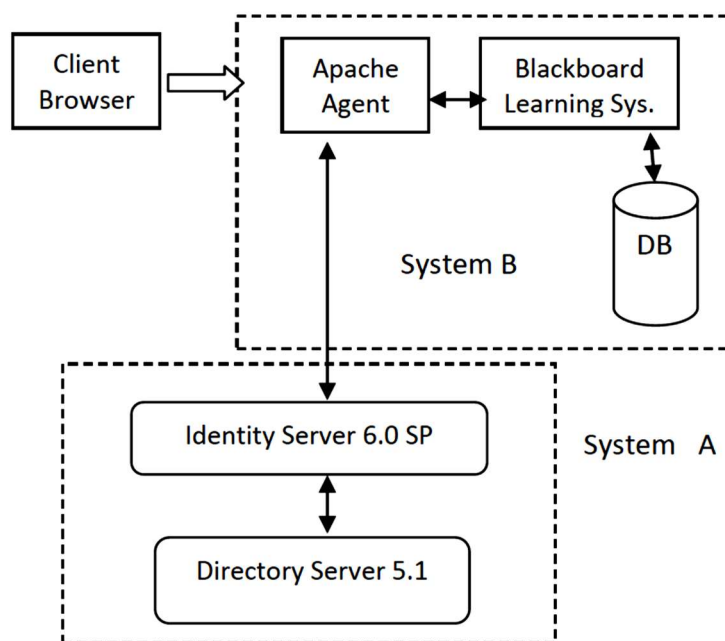 Client
Browser
Apache
Agent
Blackboard
Learning Sys.
DB
System B
Identity Server 6.0 SP
System A
Directory Server 5.1